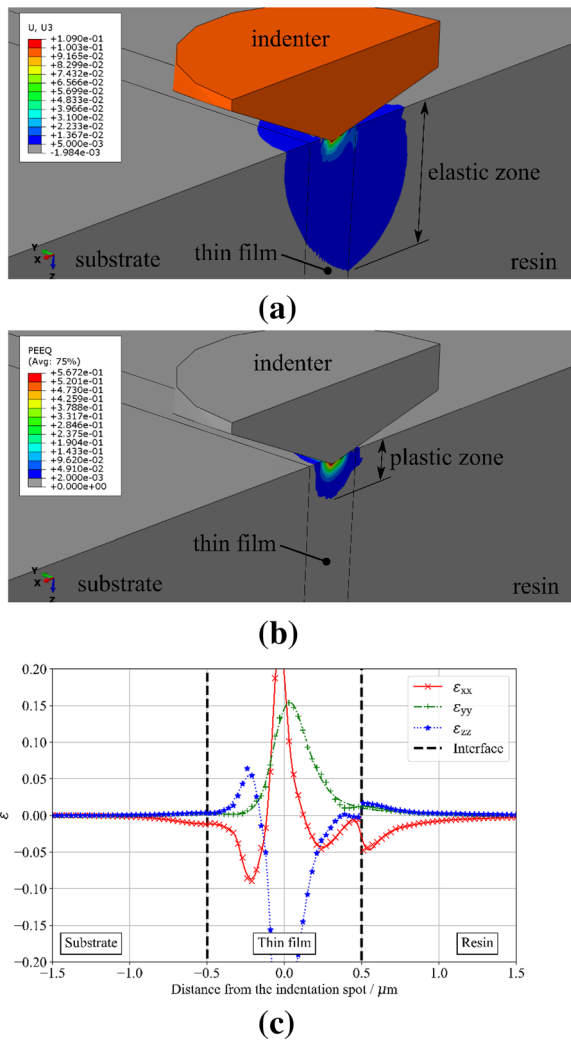 U, U3
+1.090e-01
+1.003e-01
+9.165e-02
+8.299e-02
+7.432e-02
+6.566e-02
+5.699e-02
+4.833e-02
+3.966e-02
+3.100e-02
+2.233e-02
+1.367e-02
+5.000e-03
-1.984e-03
indenter
elastic zone
thin film
substrate
resin
Y
X
Z
(a)
PEEQ
(Avg: 75%)
+5.672e-01
+5.201e-01
+4.730e-01
+4.259e-01
+3.788e-01
+3.317e-01
+2.846e-01
+2.375e-01
+1.904e-01
+1.433e-01
+9.620e-02
+4.910e-02
+2.000e-03
+0.000e+00
indenter
plastic zone
thin film
substrate
resin
Y
X
Z
(b)
0.20
0.15
0.10
0.05
0.00
−0.05
−0.10
−0.15
−0.20
ε
εxx
εyy
εzz
Interface
Substrate
Thin film
Resin
−1.5 −1.0 −0.5 0.0 0.5 1.0 1.5
Distance from the indentation spot / μm
(c)